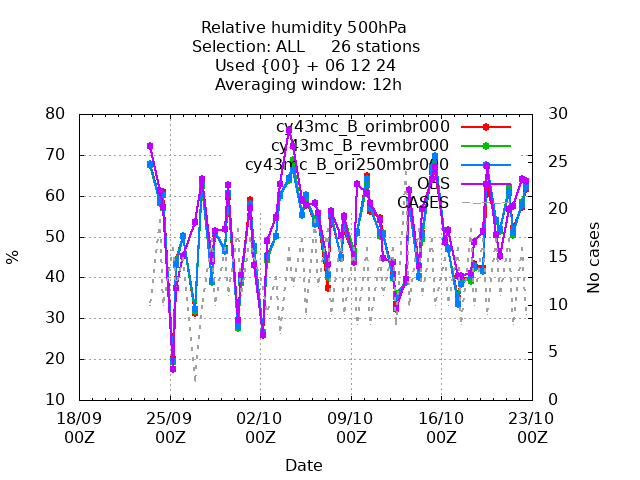 Relative humidity 500hPa
Selection: ALL     26 stations
Used {00} + 06 12 24
Averaging window: 12h
80
70
60
50
40
30
20
10
%
30
25
20
15
10
5
0
No cases
cy43mc_B_orimbr000
cy43mc_B_revmbr000
cy43mc_B_ori250mbr000
OBS
CASES
18/09 25/09 02/10 09/10 16/10 23/10
00Z 00Z 00Z 00Z 00Z 00Z
Date